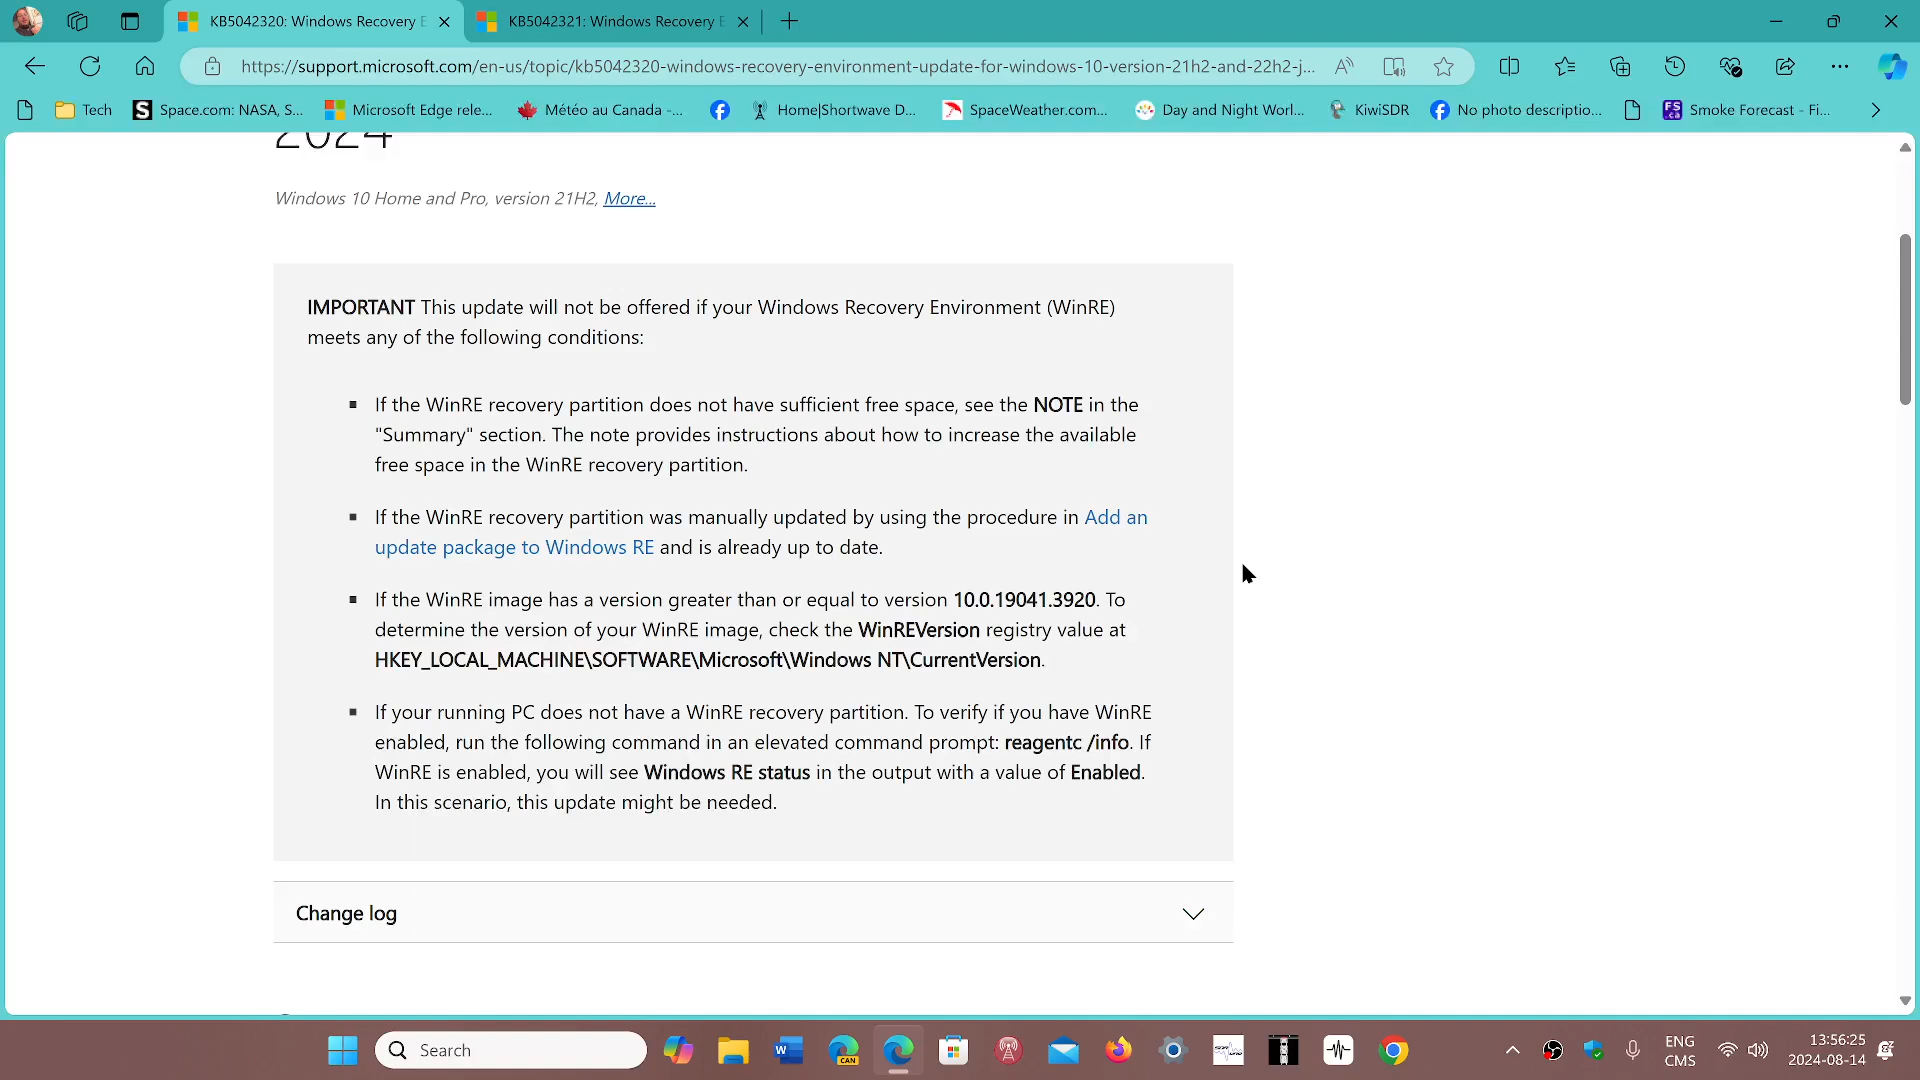 KB5042320: Windows Recovery E
KB5042321: Windows Recovery E
https://support.microsoft.com/en-us/topic/kb5042320-windows-recovery-environment-update-for-windows-10-version-21h2-and-22h2-j...
Tech
S
Space.com: NASA, S...
Microsoft Edge rele...
Météo au Canada -...
Home|Shortwave D...
SpaceWeather.com...
Day and Night Worl...
KiwiSDR
No photo descriptio...
FS.ca
Smoke Forecast - Fi...
2024
Windows 10 Home and Pro, version 21H2, More...
IMPORTANT This update will not be offered if your Windows Recovery Environment (WinRE)
meets any of the following conditions:
If the WinRE recovery partition does not have sufficient free space, see the NOTE in the
"Summary" section. The note provides instructions about how to increase the available
free space in the WinRE recovery partition.
If the WinRE recovery partition was manually updated by using the procedure in Add an
update package to Windows RE and is already up to date.
If the WinRE image has a version greater than or equal to version 10.0.19041.3920. To
determine the version of your WinRE image, check the WinREVersion registry value at
HKEY_LOCAL_MACHINE\SOFTWARE\Microsoft\Windows NT\CurrentVersion.
If your running PC does not have a WinRE recovery partition. To verify if you have WinRE
enabled, run the following command in an elevated command prompt: reagentc /info. If
WinRE is enabled, you will see Windows RE status in the output with a value of Enabled.
In this scenario, this update might be needed.
Change log
Search
W
CAN
ENG
CMS
13:56:25
2024-08-14